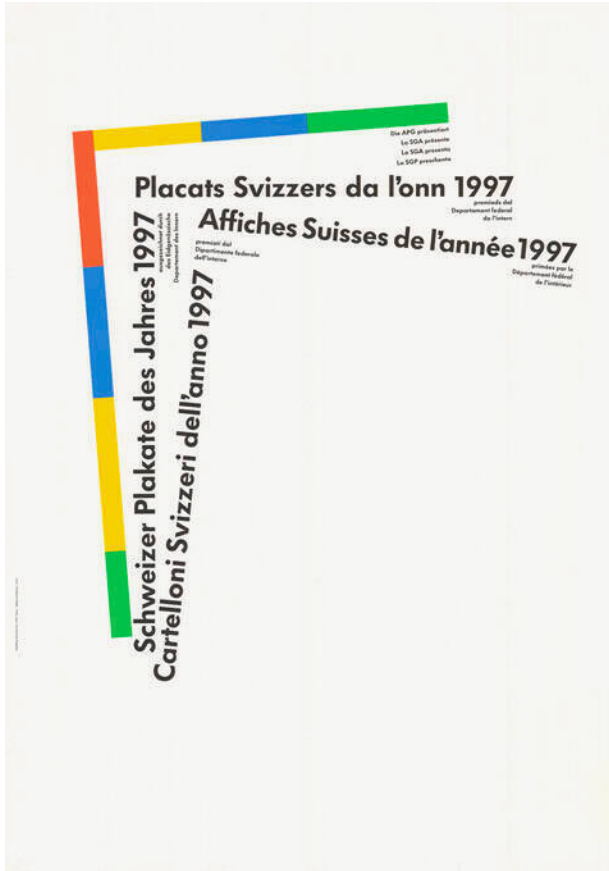 Die APG präsentiert
La SGA présente
La SGA presenta
La SGP preschenta
Placats Svizzers da l'onn 1997
premiads dal
Departament federal
da l'intern
Affiches Suisses de l'année 1997
primées par le
Département fédéral
de l'intérieur
Schweizer Plakate des Jahres 1997
ausgezeichnet durch
das Eidgenössische
Departement des Innern
Cartelloni Svizzeri dell'anno 1997
premiati dal
Dipartimento federale
dell'interno